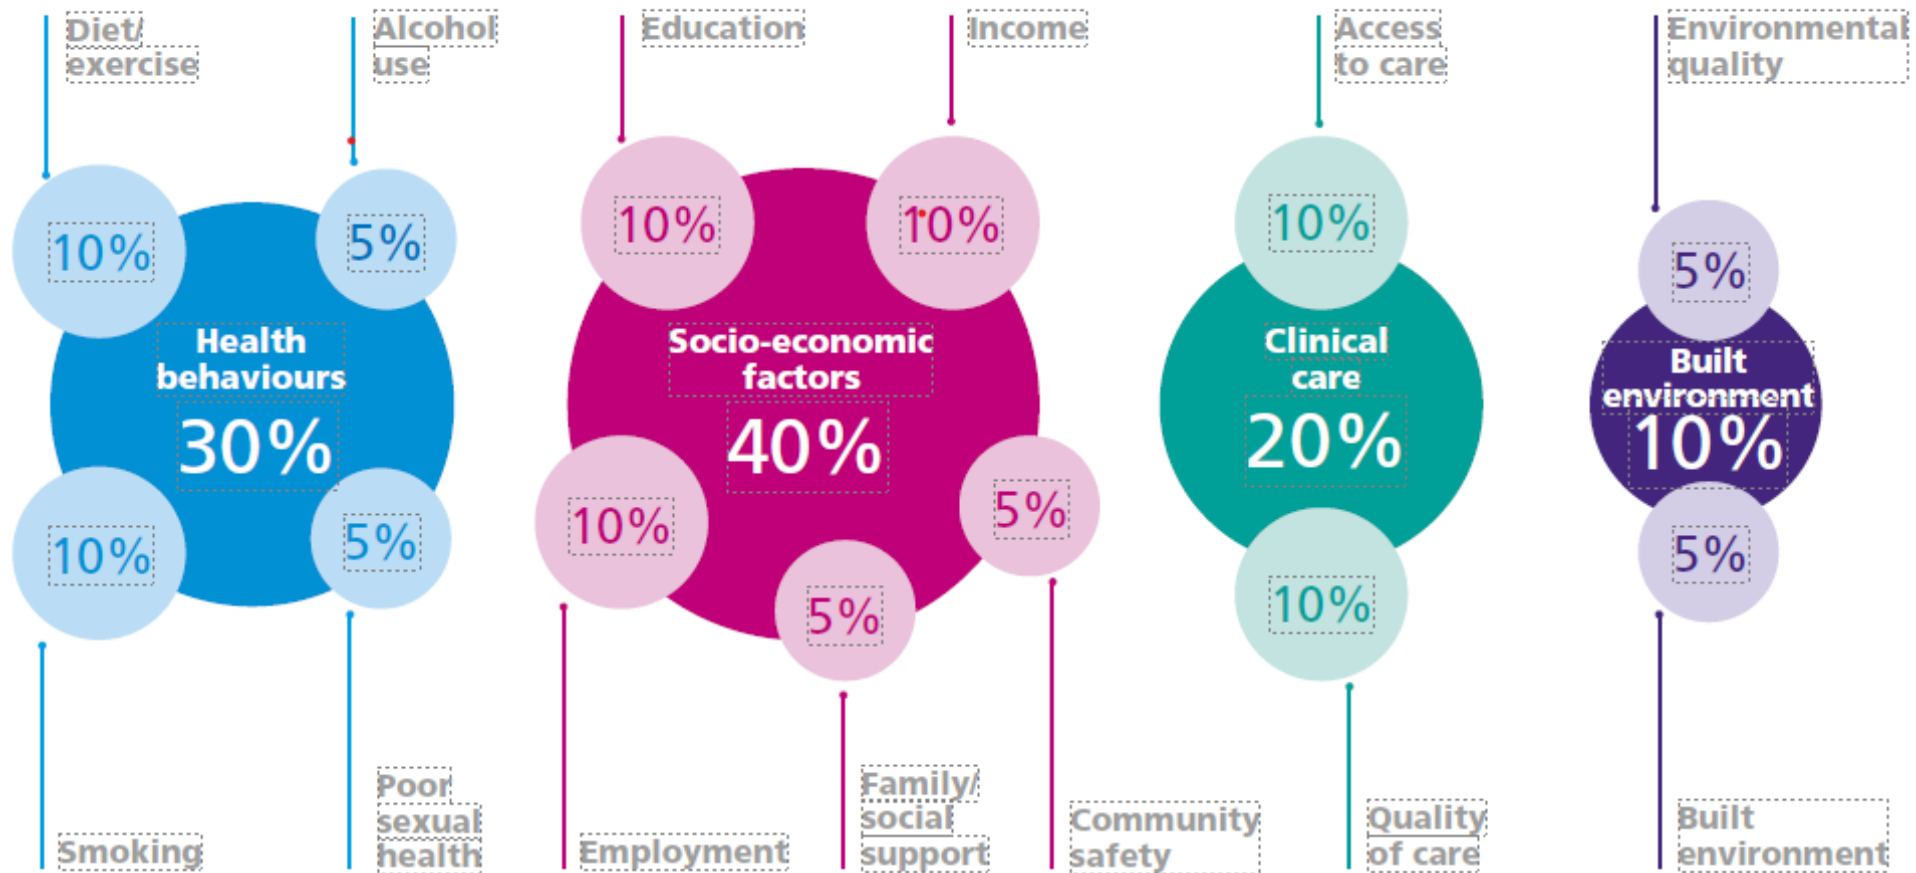 Diet/
exercise
Alcohol
use
Education
Income
Access
to care
Environmental
quality
10%
5%
10%
10%
10%
5%
Health
behaviours
30%
Socio-economic
factors
40%
Clinical
care
20%
Built
environment
10%
10%
5%
10%
5%
5%
10%
5%
Smoking
Poor
sexual
health
Employment
Family/
social
support
Community
safety
Quality
of care
Built
environment